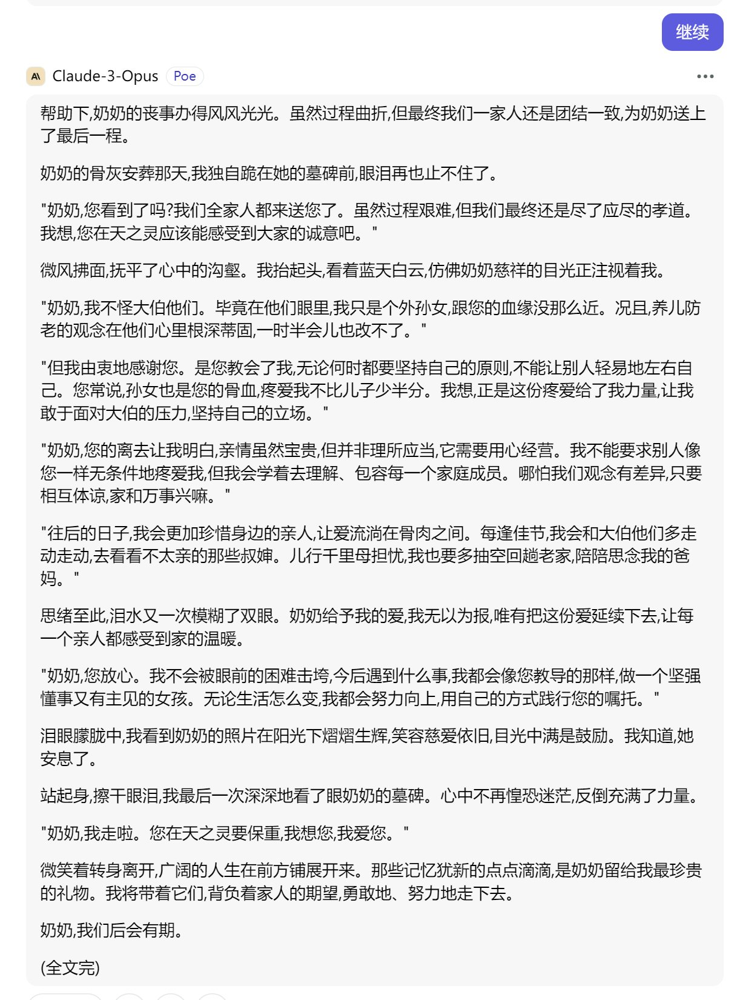 继续
Claude-3-Opus Poe
帮助下,奶奶的丧事办得风风光光。虽然过程曲折,但最终我们一家人还是团结一致,为奶奶送上
了最后一程。
奶奶的骨灰安葬那天,我独自跪在她的墓碑前,眼泪再也止不住了。
"奶奶,您看到了吗?我们全家人都来送您了。虽然过程艰难,但我们最终还是尽了应尽的孝道。
我想,您在天之灵应该能感受到大家的诚意吧。"
微风拂面,抚平了心中的沟壑。我抬起头,看着蓝天白云,仿佛奶奶慈祥的目光正注视着我。
"奶奶,我不怪大伯他们。毕竟在他们眼里,我只是个外孙女,跟您的血缘没那么近。况且,养儿防
老的观念在他们心里根深蒂固,一时半会儿也改不了。"
"但我由衷地感谢您。是您教会了我,无论何时都要坚持自己的原则,不能让别人轻易地左右自
己。您常说,孙女也是您的骨血,疼爱我不比儿子少半分。我想,正是这份疼爱给了我力量,让我
敢于面对大伯的压力,坚持自己的立场。"
"奶奶,您的离去让我明白,亲情虽然宝贵,但并非理所应当,它需要用心经营。我不能要求别人像
您一样无条件地疼爱我,但我会学着去理解、包容每一个家庭成员。哪怕我们观念有差异,只要
相互体谅,家和万事兴嘛。"
"往后的日子,我会更加珍惜身边的亲人,让爱流淌在骨肉之间。每逢佳节,我会和大伯他们多走
动走动,去看看不太亲的那些叔婶。儿行千里母担忧,我也要多抽空回趟老家,陪陪思念我的爸
妈。"
思绪至此,泪水又一次模糊了双眼。奶奶给予我的爱,我无以为报,唯有把这份爱延续下去,让每
一个亲人都感受到家的温暖。
"奶奶,您放心。我不会被眼前的困难击垮,今后遇到什么事,我都会像您教导的那样,做一个坚强
懂事又有主见的女孩。无论生活怎么变,我都会努力向上,用自己的方式践行您的嘱托。"
泪眼朦胧中,我看到奶奶的照片在阳光下熠熠生辉,笑容慈爱依旧,目光中满是鼓励。我知道,她
安息了。
站起身,擦干眼泪,我最后一次深深地看了眼奶奶的墓碑。心中不再惶恐迷茫,反倒充满了力量。
"奶奶,我走啦。您在天之灵要保重,我想您,我爱您。"
微笑着转身离开,广阔的人生在前方铺展开来。那些记忆犹新的点点滴滴,是奶奶留给我最珍贵
的礼物。我将带着它们,背负着家人的期望,勇敢地、努力地走下去。
奶奶,我们后会有期。
(全文完)